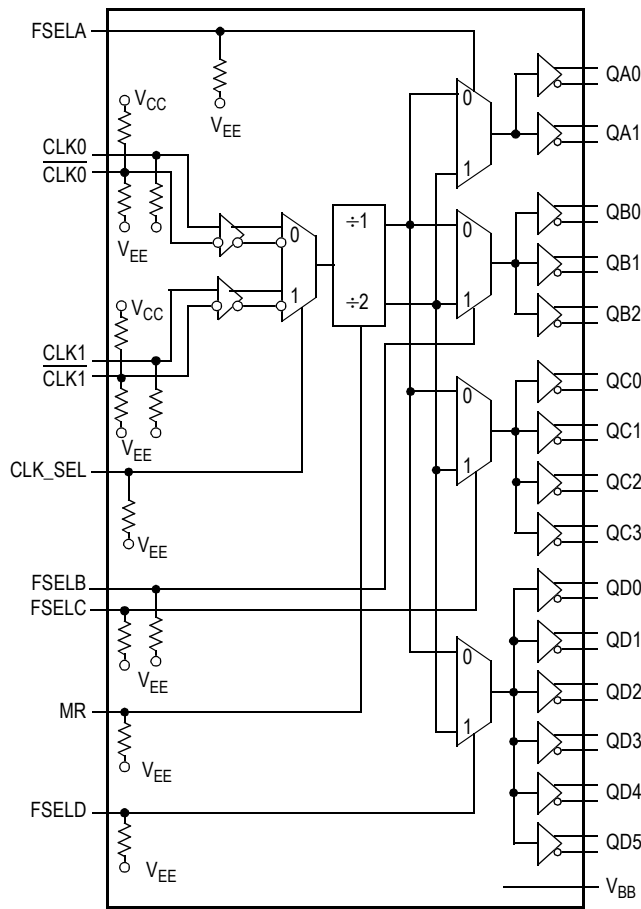 FSELA
VCC
VEE
CLK0
CLK0
VEE
VCC
CLK1
CLK1
VEE
CLK_SEL
VEE
FSELB
FSELC
VEE
MR
VEE
FSELD
VEE
0
1
÷1
÷2
0
1
0
1
0
1
0
1
QA0
QA1
QB0
QB1
QB2
QC0
QC1
QC2
QC3
QD0
QD1
QD2
QD3
QD4
QD5
VBB